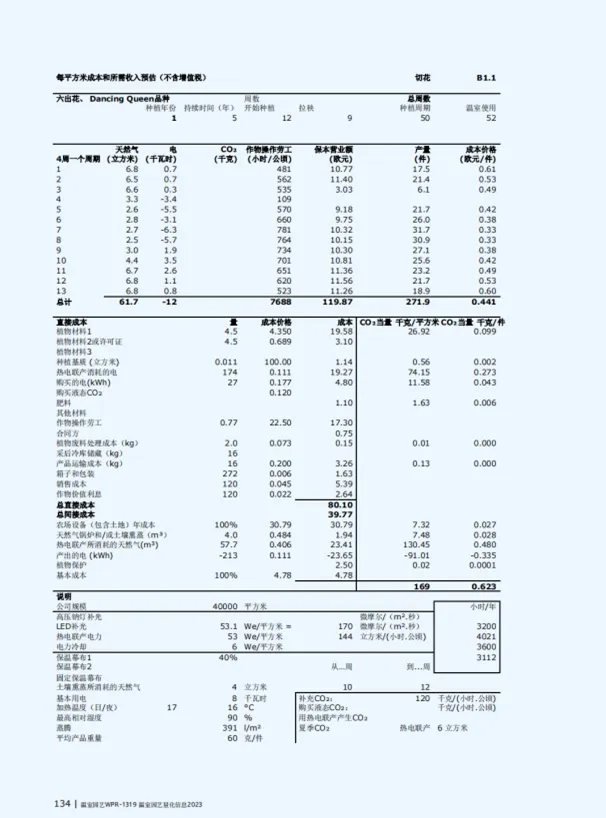 每平方米成本和所需收入预估（不含增值税） 切花 B1.1
六出花、 Dancing Queen品种 周数 总周数
种植年份 持续时间（年） 开始种植 拉秧 种植周期 温室使用
1 5 12 9 50 52
天然气 电 CO₂ 作物操作劳工 保本营业额 产量 成本价格
4周一个周期 (立方米) (千瓦时) (千克) (小时/公顷) (欧元) (件) (欧元/件)
1 6.8 0.7 481 10.77 17.5 0.61
2 6.5 0.7 562 11.40 21.4 0.53
3 6.6 0.3 535 3.03 6.1 0.49
4 3.3 -3.4 109
5 2.6 -5.5 570 9.18 21.7 0.42
6 2.8 -3.1 660 9.75 26.0 0.38
7 2.7 -6.3 781 10.32 31.7 0.33
8 2.5 -5.7 764 10.15 30.9 0.33
9 3.0 1.9 734 10.30 27.1 0.38
10 4.4 3.5 701 10.81 25.6 0.42
11 6.7 2.6 651 11.36 23.2 0.49
12 6.8 1.1 620 11.56 21.7 0.53
13 6.8 0.8 523 11.26 18.9 0.60
总计 61.7 -12 7688 119.87 271.9 0.441
直接成本 量 成本价格 成本 CO₂当量 千克/平方米 CO₂当量 千克/件
植物材料1 4.5 4.350 19.58 26.92 0.099
植物材料2或许可证 4.5 0.689 3.10
植物材料3
种植基质 (立方米) 0.011 100.00 1.14 0.56 0.002
热电联产消耗的电 174 0.111 19.27 74.15 0.273
购买的电(kWh) 27 0.177 4.80 11.58 0.043
购买液态CO₂ 0.120
肥料 1.10 1.63 0.006
其他材料
作物操作劳工 0.77 22.50 17.30
合同方 0.75
植物废料处理成本（kg） 2.0 0.073 0.15 0.01 0.000
采后冷库储藏（kg） 16
产品运输成本（kg） 16 0.200 3.26 0.13 0.000
箱子和包装 272 0.006 1.63
销售成本 120 0.045 5.39
作物价值利息 120 0.022 2.64
总直接成本 80.10
总间接成本 39.77
农场设备（包含土地）年成本 100% 30.79 30.79 7.32 0.027
天然气锅炉和/或土壤熏蒸（m³） 4.0 0.484 1.94 7.48 0.028
热电联产所消耗的天然气(m³) 57.7 0.406 23.41 130.45 0.480
产出的电 (kWh) -213 0.111 -23.65 -91.01 -0.335
植物保护 2.50 0.02 0.0001
基本成本 100% 4.78 4.78
169 0.623
说明
公司规模 40000 平方米 小时/年
高压钠灯补光 微摩尔/（m².秒）
LED补光 53.1 We/平方米 = 170 微摩尔/（m².秒） 3200
热电联产电力 53 We/平方米 144 立方米/(小时.公顷) 4021
电力冷却 6 We/平方米 3600
保温幕布1 40% 3112
保温幕布2 从…周 到…周
固定保温幕布
土壤熏蒸所消耗的天然气 4 立方米 10 12
基本用电 8 千瓦时 补充CO₂： 120 千克/(小时.公顷)
加热温度（日/夜） 17 16 °C 购买液态CO₂： 千克/(小时.公顷)
最高相对湿度 90 % 用热电联产产生CO₂
蒸腾 391 l/m² 夏季CO₂ 热电联产 6 立方米
平均产品重量 60 克/件
134 | 温室园艺WPR-1319 温室园艺量化信息2023